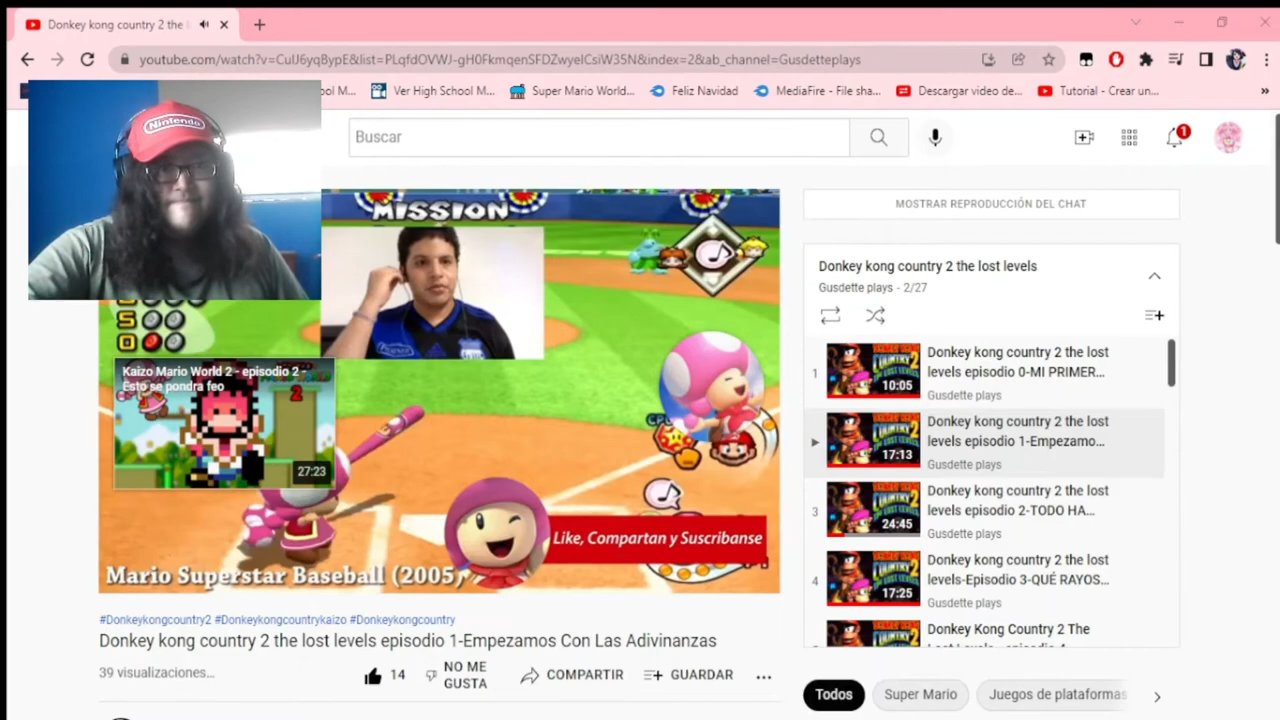 Donkey kong country 2 the l
youtube.com/watch?v=CulJ6yqBypE&list=PLqfdOVWJ-gH0FkmqenSFDZwyelCsiW35N&index=2&ab_channel=Gusdetteplays
ool M...
Ver High School M...
Super Mario World...
Feliz Navidad
MediaFire - File sha...
Descargar video de...
Tutorial - Crear un...
Nintendo
Buscar
1
MISSION
S
O
Kaizo Mario World 2 - episodio 2 -
Esto se pondra feo
2
27:23
Like, Compartan y Suscribanse
Mario Superstar Baseball (2005)
#Donkeykongcountry2 #Donkeykongcountrykaizo #Donkeykongcountry
Donkey kong country 2 the lost levels episodio 1-Empezamos Con Las Adivinanzas
39 visualizaciones...
14
NO ME
GUSTA
COMPARTIR
GUARDAR
MOSTRAR REPRODUCCIÓN DEL CHAT
Donkey kong country 2 the lost levels
Gusdette plays - 2/27
1
10:05
Donkey kong country 2 the lost
levels episodio 0-MI PRIMER...
Gusdette plays
17:13
Donkey kong country 2 the lost
levels episodio 1-Empezamo...
Gusdette plays
3
24:45
Donkey kong country 2 the lost
levels episodio 2-TODO HA...
Gusdette plays
4
17:25
Donkey kong country 2 the lost
levels-Episodio 3-QUÉ RAYOS...
Gusdette plays
Donkey Kong Country 2 The
Todos
Super Mario
Juegos de plataformas